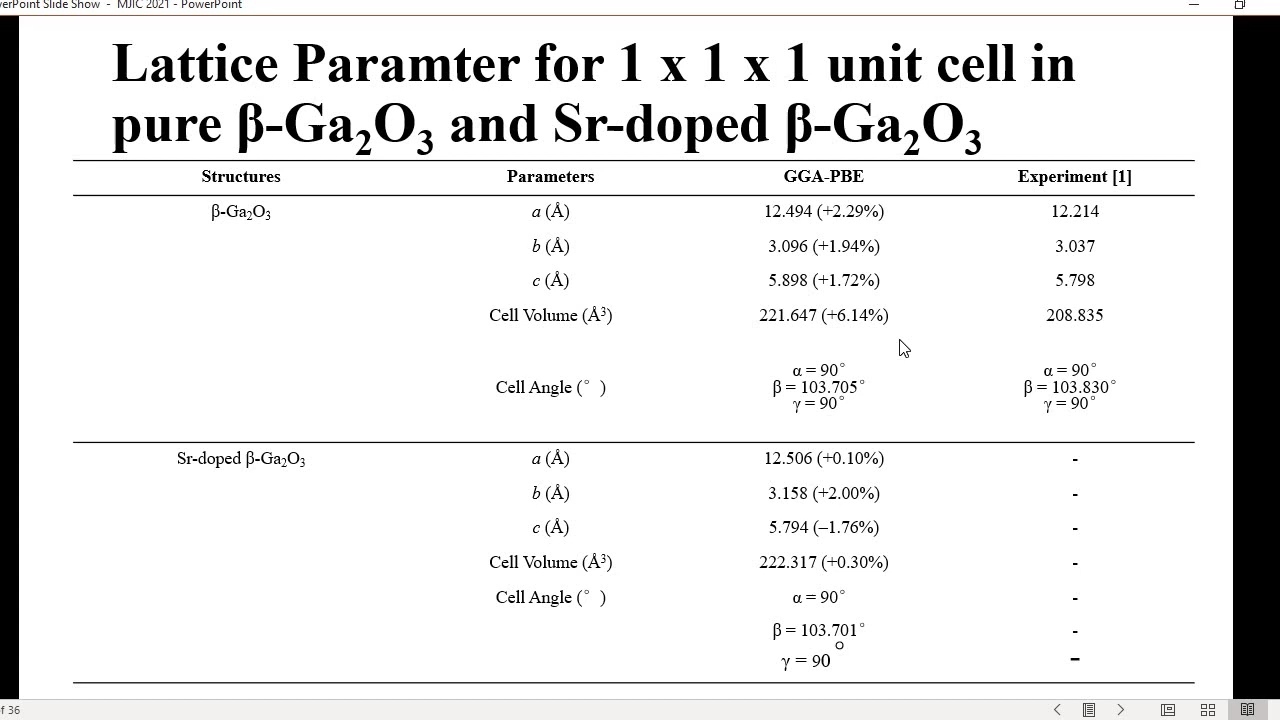 erPoint Slide Show - MJIC 2021 - PowerPoint
Lattice Paramter for 1 x 1 x 1 unit cell in
pure β-Ga₂O₃ and Sr-doped β-Ga₂O₃
Structures Parameters GGA-PBE Experiment [1]
β-Ga₂O₃ a (Å) 12.494 (+2.29%) 12.214
b (Å) 3.096 (+1.94%) 3.037
c (Å) 5.898 (+1.72%) 5.798
Cell Volume (Å³) 221.647 (+6.14%) 208.835
α = 90° α = 90°
Cell Angle (° ) β = 103.705° β = 103.830°
γ = 90° γ = 90°
Sr-doped β-Ga₂O₃ a (Å) 12.506 (+0.10%) -
b (Å) 3.158 (+2.00%) -
c (Å) 5.794 (–1.76%) -
Cell Volume (Å³) 222.317 (+0.30%) -
Cell Angle (° ) α = 90° -
β = 103.701° -
γ = 90° -
f 36